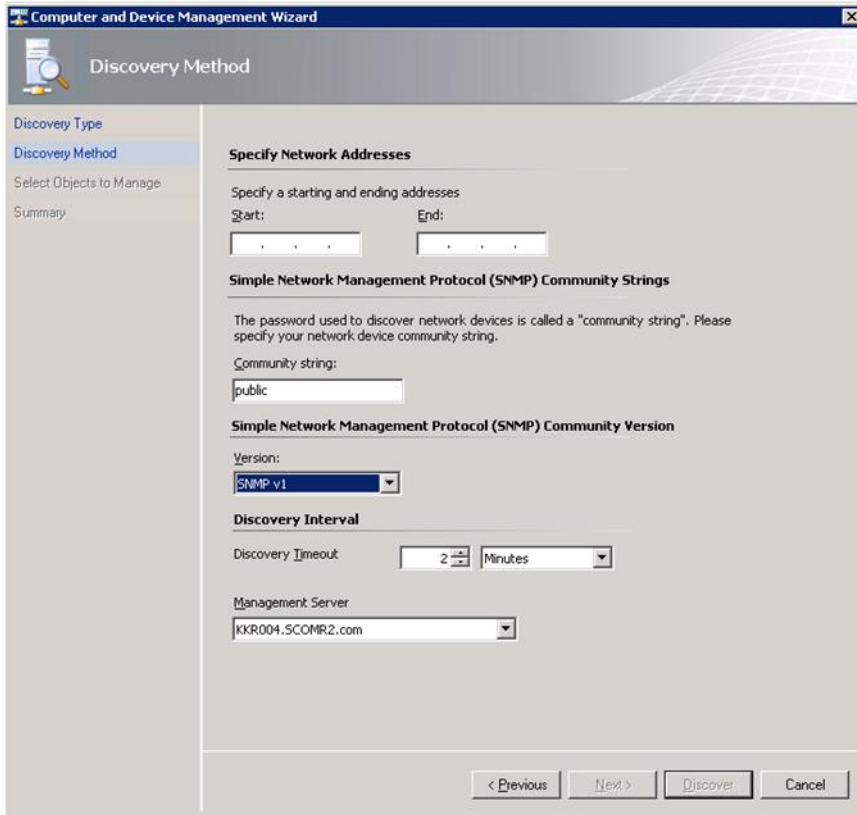 Computer and Device Management Wizard
Discovery Method
Discovery Type
Discovery Method
Select Objects to Manage
Summary
Specify Network Addresses
Specify a starting and ending addresses
Start: End:
. . . . . .
Simple Network Management Protocol (SNMP) Community Strings
The password used to discover network devices is called a "community string". Please
specify your network device community string.
Community string:
public
Simple Network Management Protocol (SNMP) Community Version
Version:
SNMP v1
Discovery Interval
Discovery Timeout 2 Minutes
Management Server
KKR004.SCOMR2.com
< Previous Next > Discover Cancel